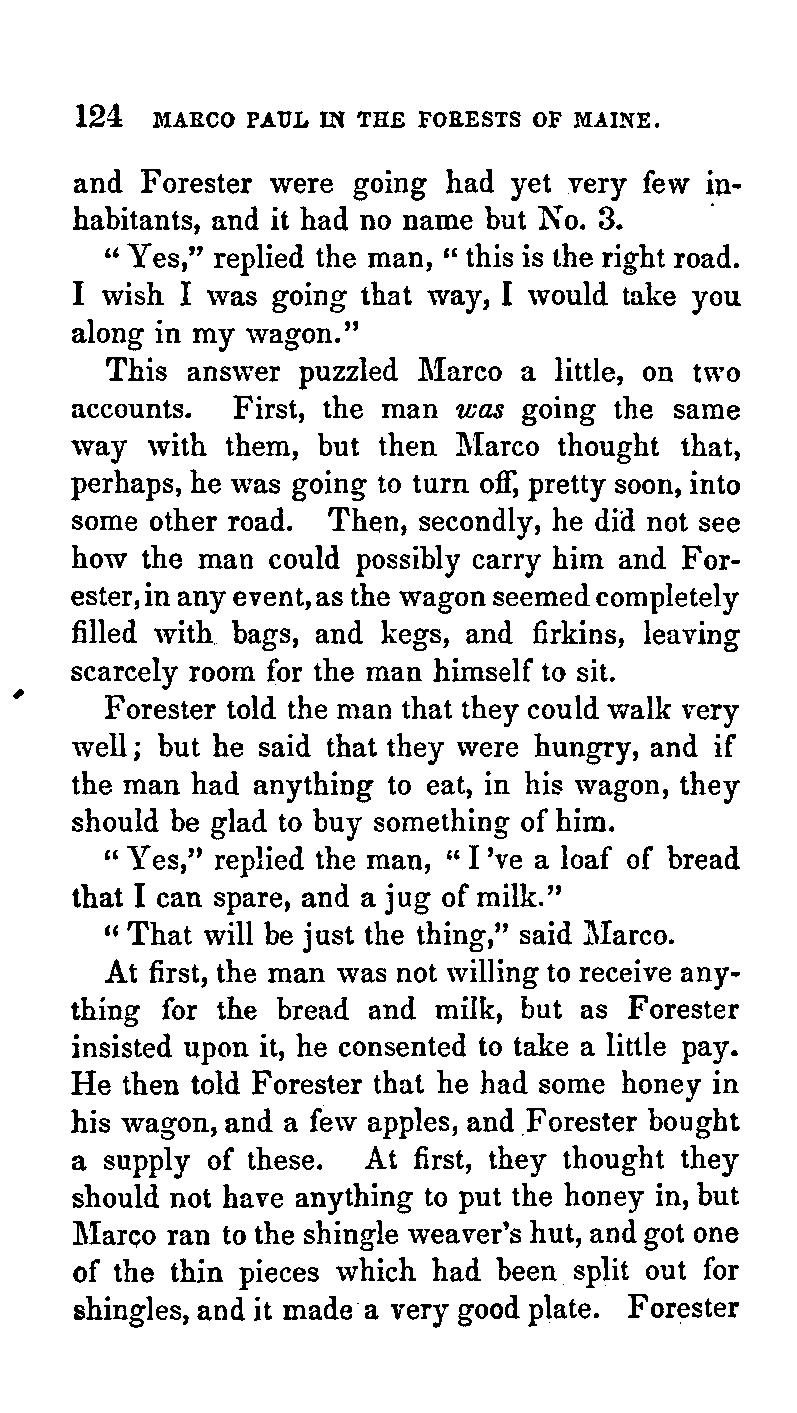 124 MARCO PAUL IN THE FORESTS OF MAINE.
and Forester were going had yet very few in-
habitants, and it had no name but No. 3.
“Yes,” replied the man, “this is the right road.
I wish I was going that way, I would take you
along in my wagon.”
This answer puzzled Marco a little, on two
accounts. First, the man was going the same
way with them, but then Marco thought that,
perhaps, he was going to turn off, pretty soon, into
some other road. Then, secondly, he did not see
how the man could possibly carry him and For-
ester, in any event, as the wagon seemed completely
filled with bags, and kegs, and firkins, leaving
scarcely room for the man himself to sit.
Forester told the man that they could walk very
well; but he said that they were hungry, and if
the man had anything to eat, in his wagon, they
should be glad to buy something of him.
“Yes,” replied the man, “I’ve a loaf of bread
that I can spare, and a jug of milk.”
“That will be just the thing,” said Marco.
At first, the man was not willing to receive any-
thing for the bread and milk, but as Forester
insisted upon it, he consented to take a little pay.
He then told Forester that he had some honey in
his wagon, and a few apples, and Forester bought
a supply of these. At first, they thought they
should not have anything to put the honey in, but
Marco ran to the shingle weaver’s hut, and got one
of the thin pieces which had been split out for
shingles, and it made a very good plate. Forester